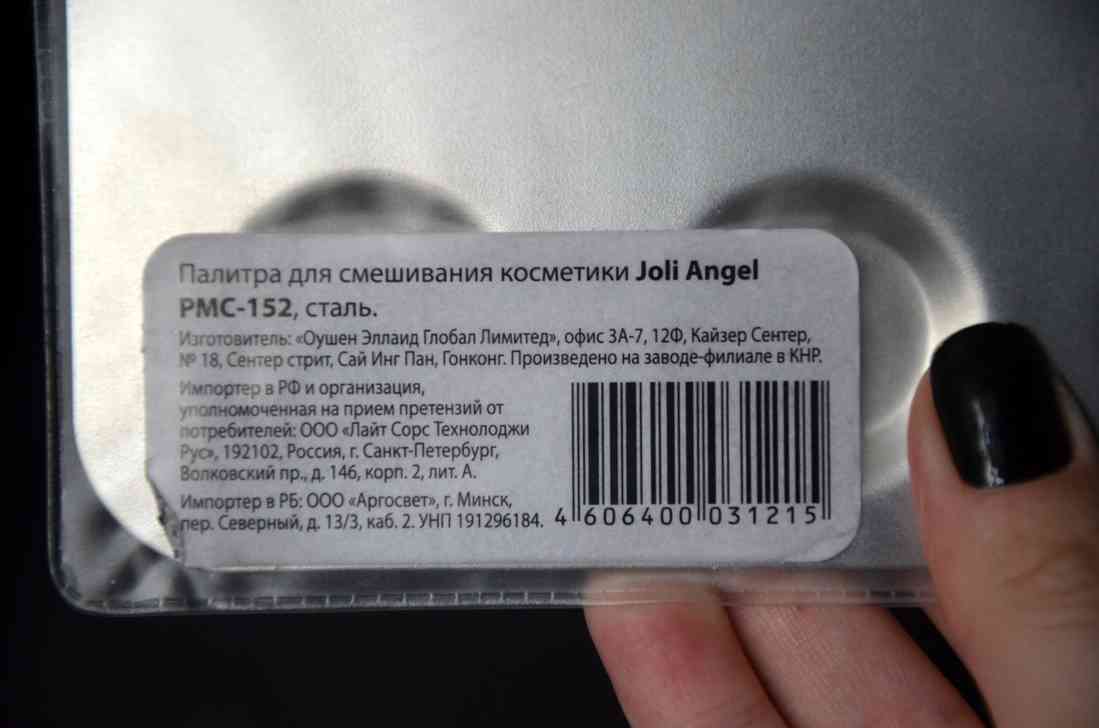 Палитра для смешивания косметики Joli Angel
PMC-152, сталь.
Изготовитель: «Оушен Эллаид Глобал Лимитед», офис 3А-7, 12Ф, Кайзер Сентер,
№ 18, Сентер стрит, Сай Инг Пан, Гонконг. Произведено на заводе-филиале в КНР.
Импортер в РФ и организация,
уполномоченная на прием претензий от
потребителей: ООО «Лайт Сорс Технолоджи
Рус», 192102, Россия, г. Санкт-Петербург,
Волковский пр., д. 146, корп. 2, лит. А.
Импортер в РБ: ООО «Аргосвет», г. Минск,
пер. Северный, д. 13/3, каб. 2. УНП 191296184.
4 606400 031215